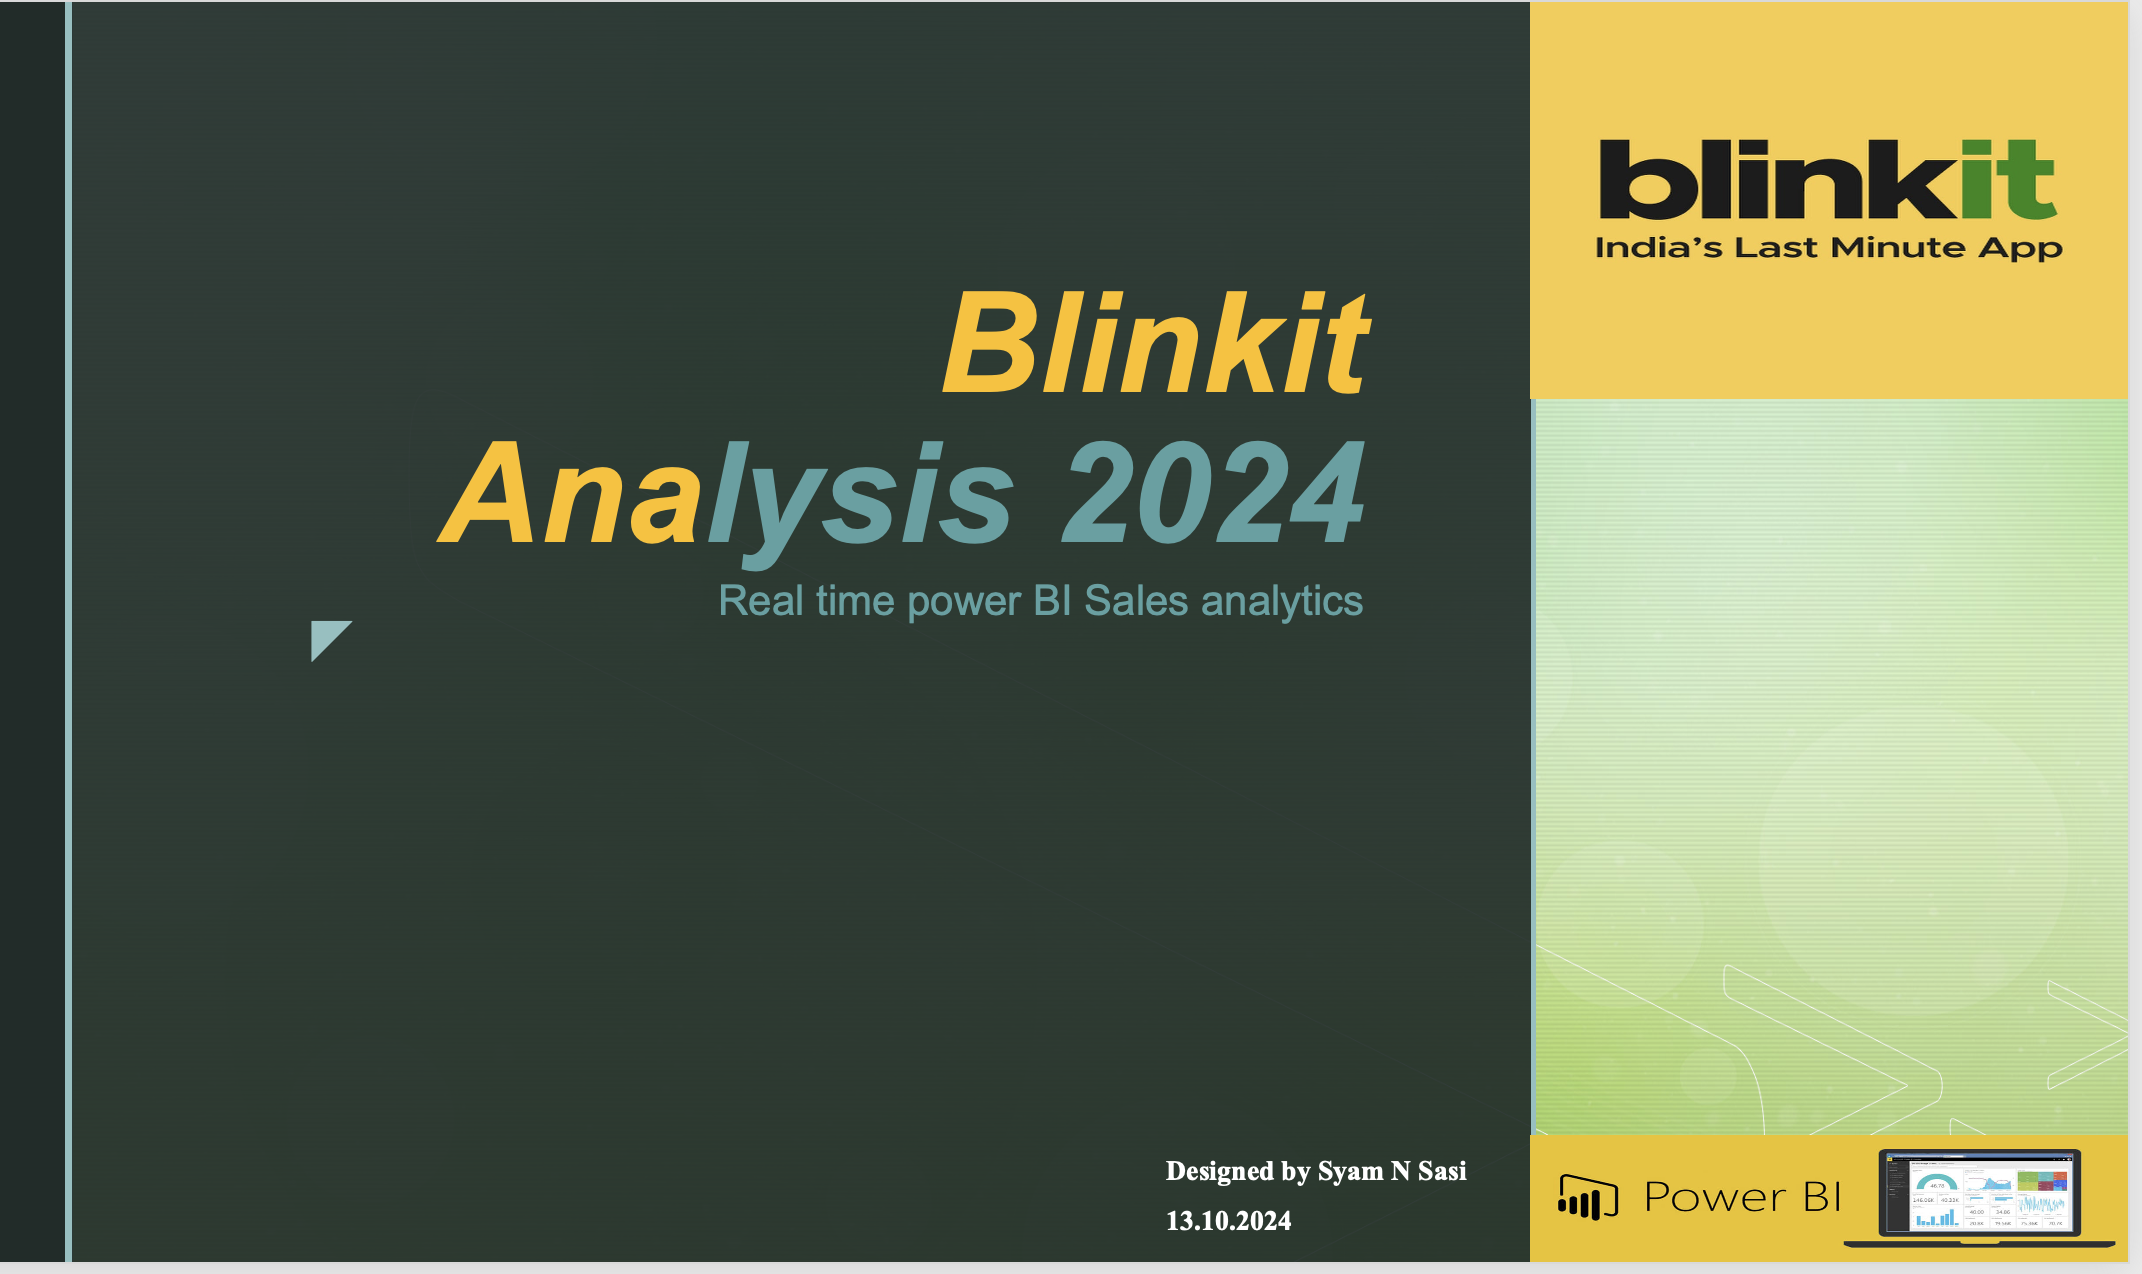 Blinkit
Analysis 2024
Real time power BI Sales analytics
Designed by Syam N Sasi
13.10.2024
blinkit
India's Last Minute App
Power BI